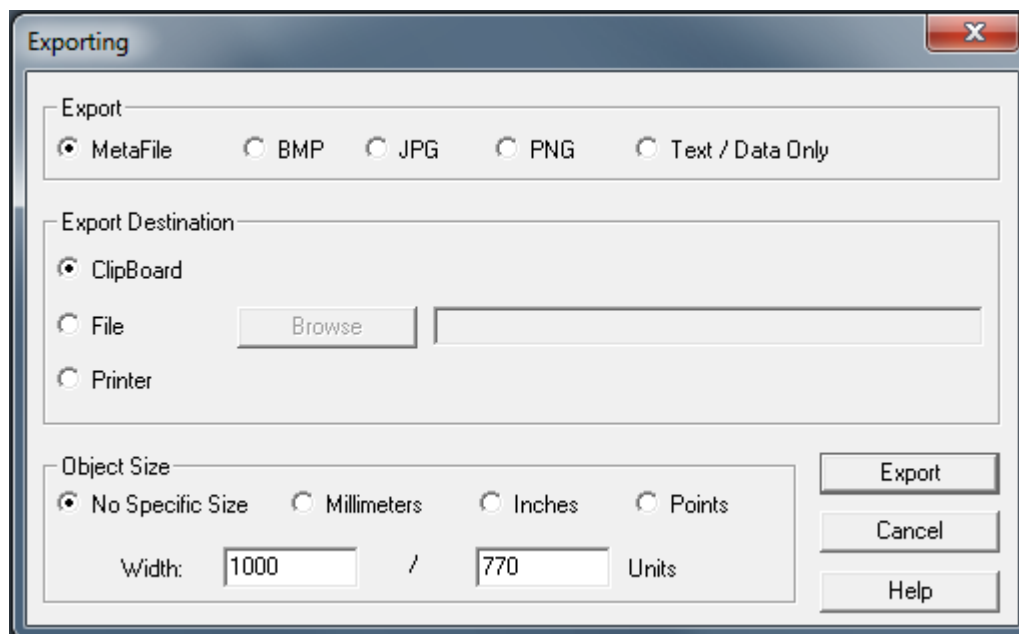 Exporting
Export
MetaFile BMP JPG PNG Text / Data Only
Export Destination
ClipBoard
File Browse
Printer
Object Size
No Specific Size Millimeters Inches Points
Width: 1000 / 770 Units
Export
Cancel
Help